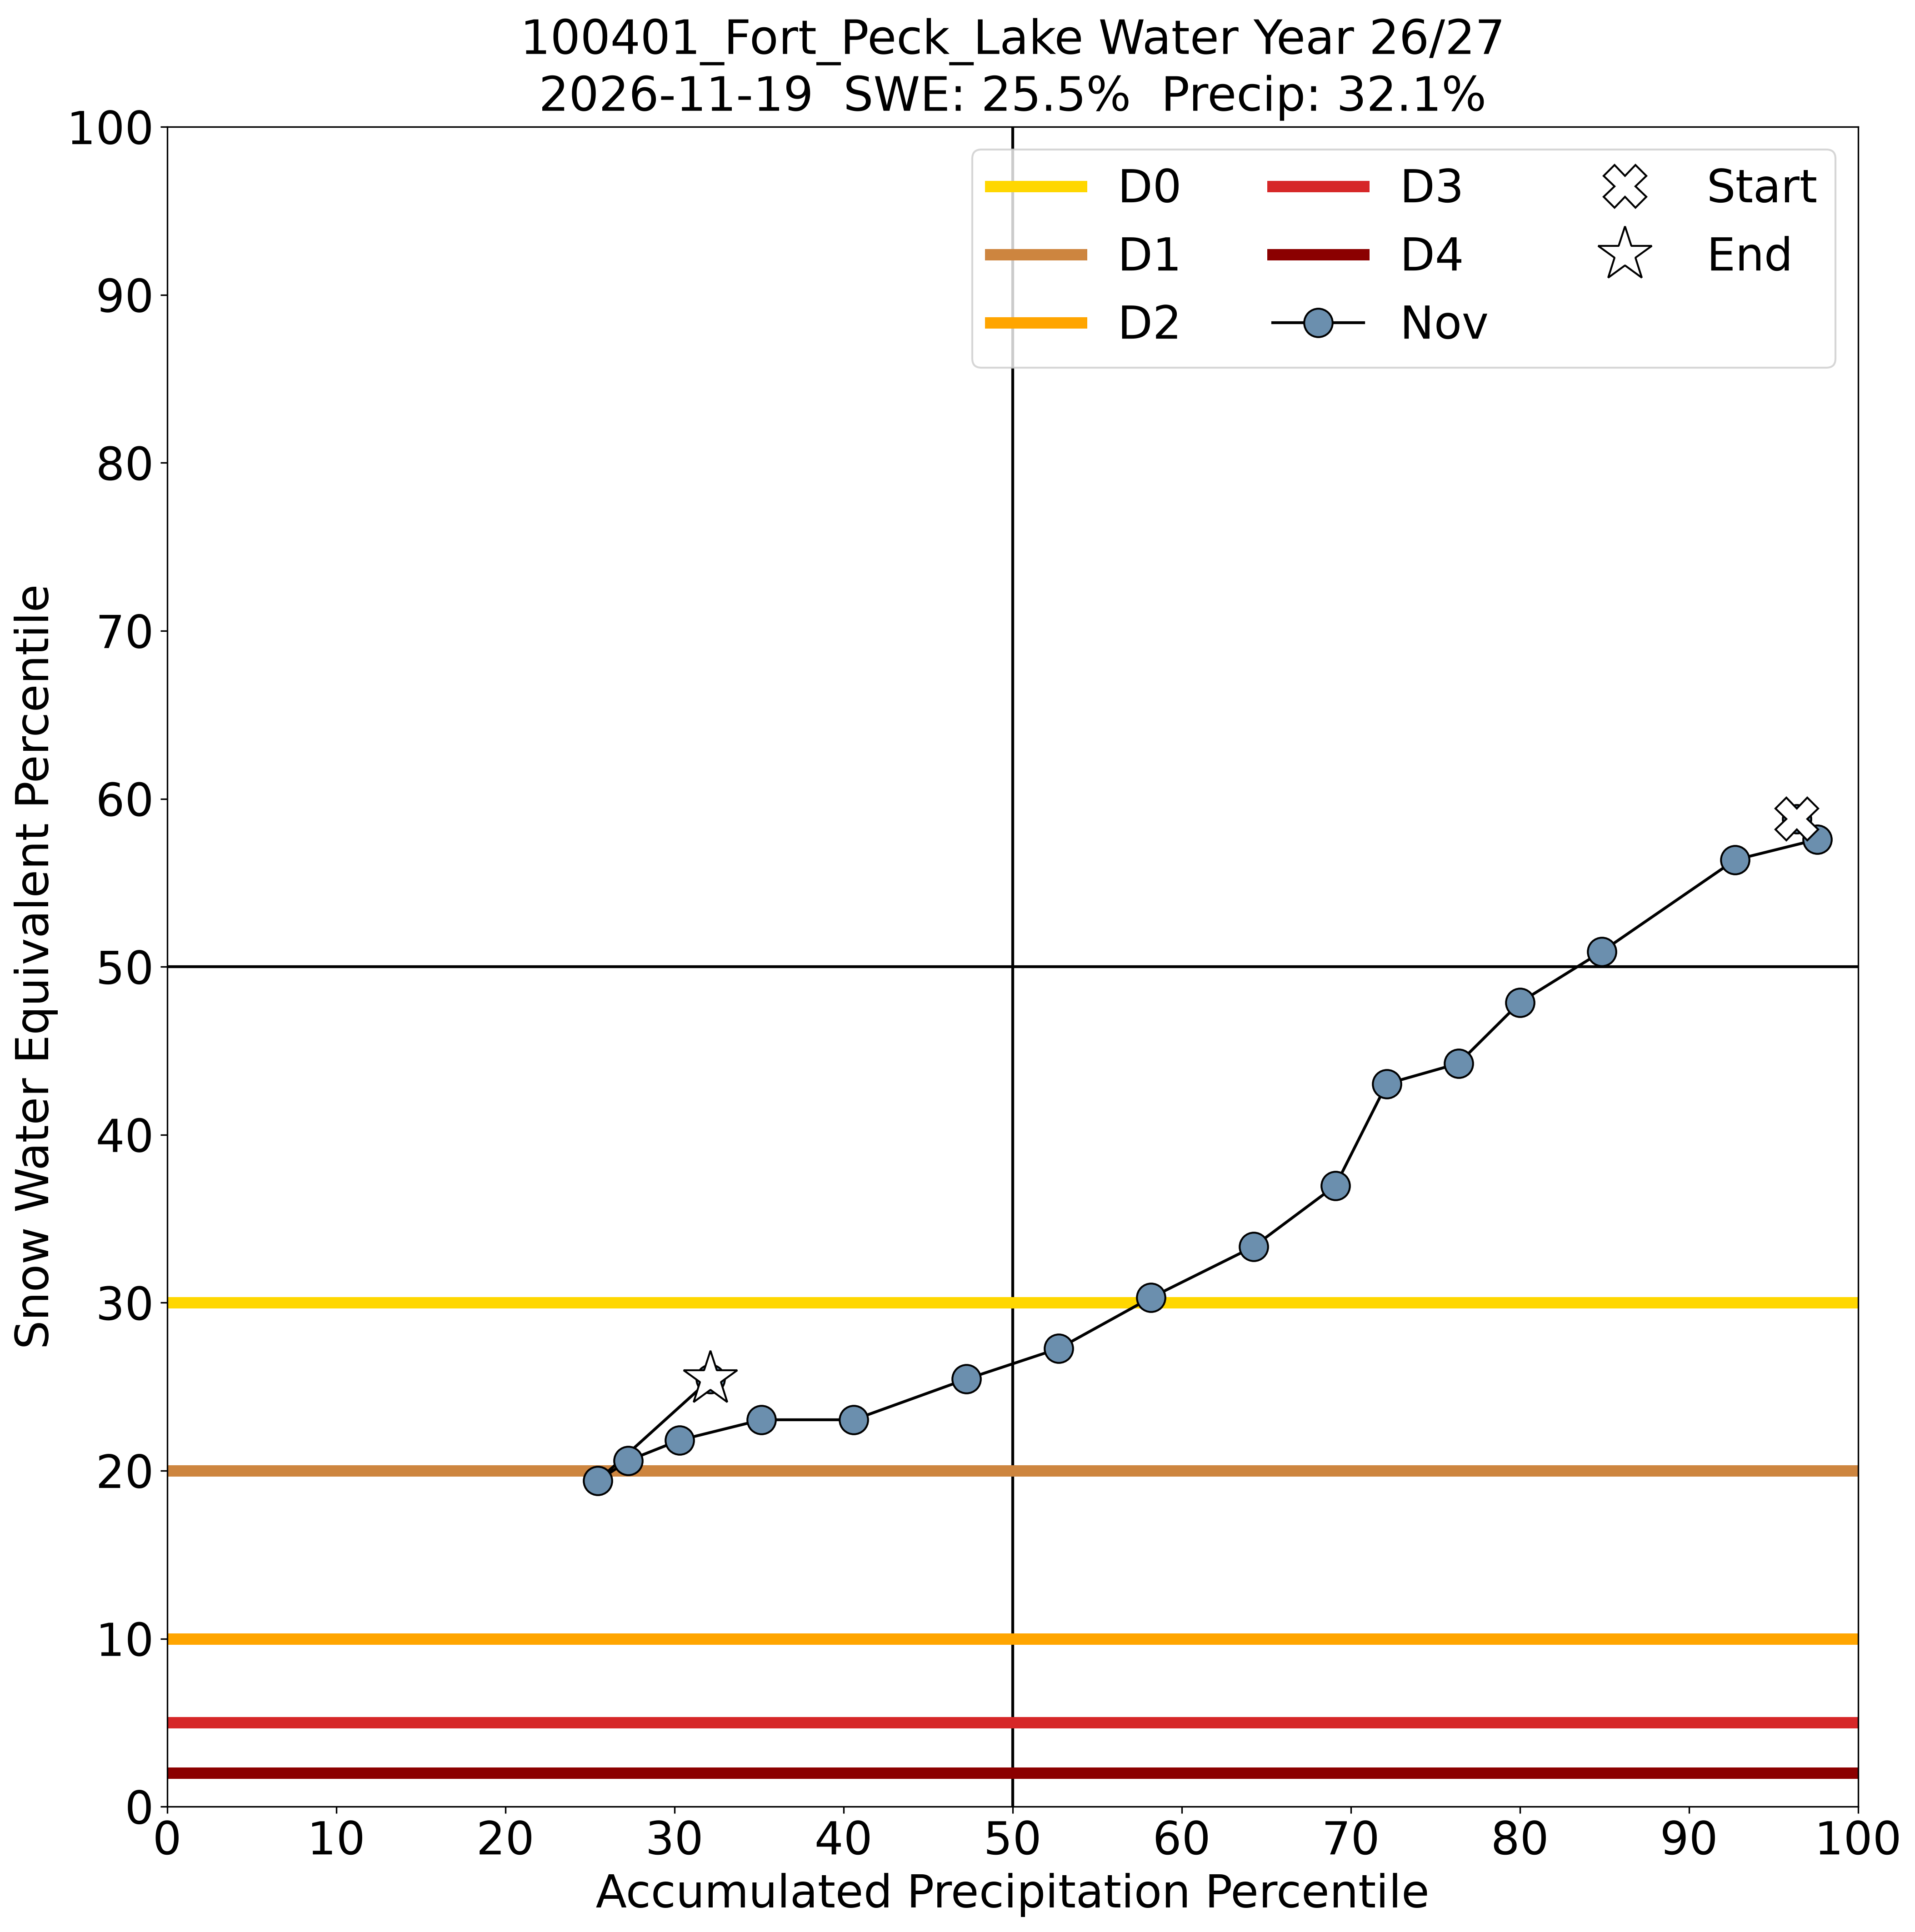 100401_Fort_Peck_Lake Water Year 26/27
2026-11-19  SWE: 25.5%  Precip: 32.1%
D0
D1
D2
D3
D4
Nov
Start
End
Snow Water Equivalent Percentile
100
90
80
70
60
50
40
30
20
10
0
0 10 20 30 40 50 60 70 80 90 100
Accumulated Precipitation Percentile